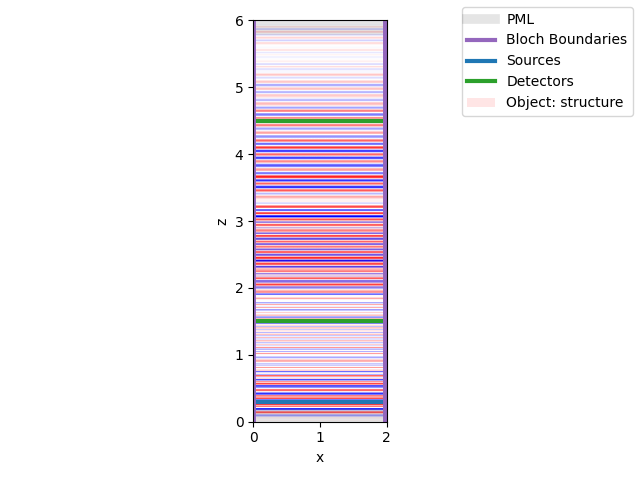 PML
Bloch Boundaries
Sources
Detectors
Object: structure
6
5
4
3
2
1
0
z
0 1 2
x